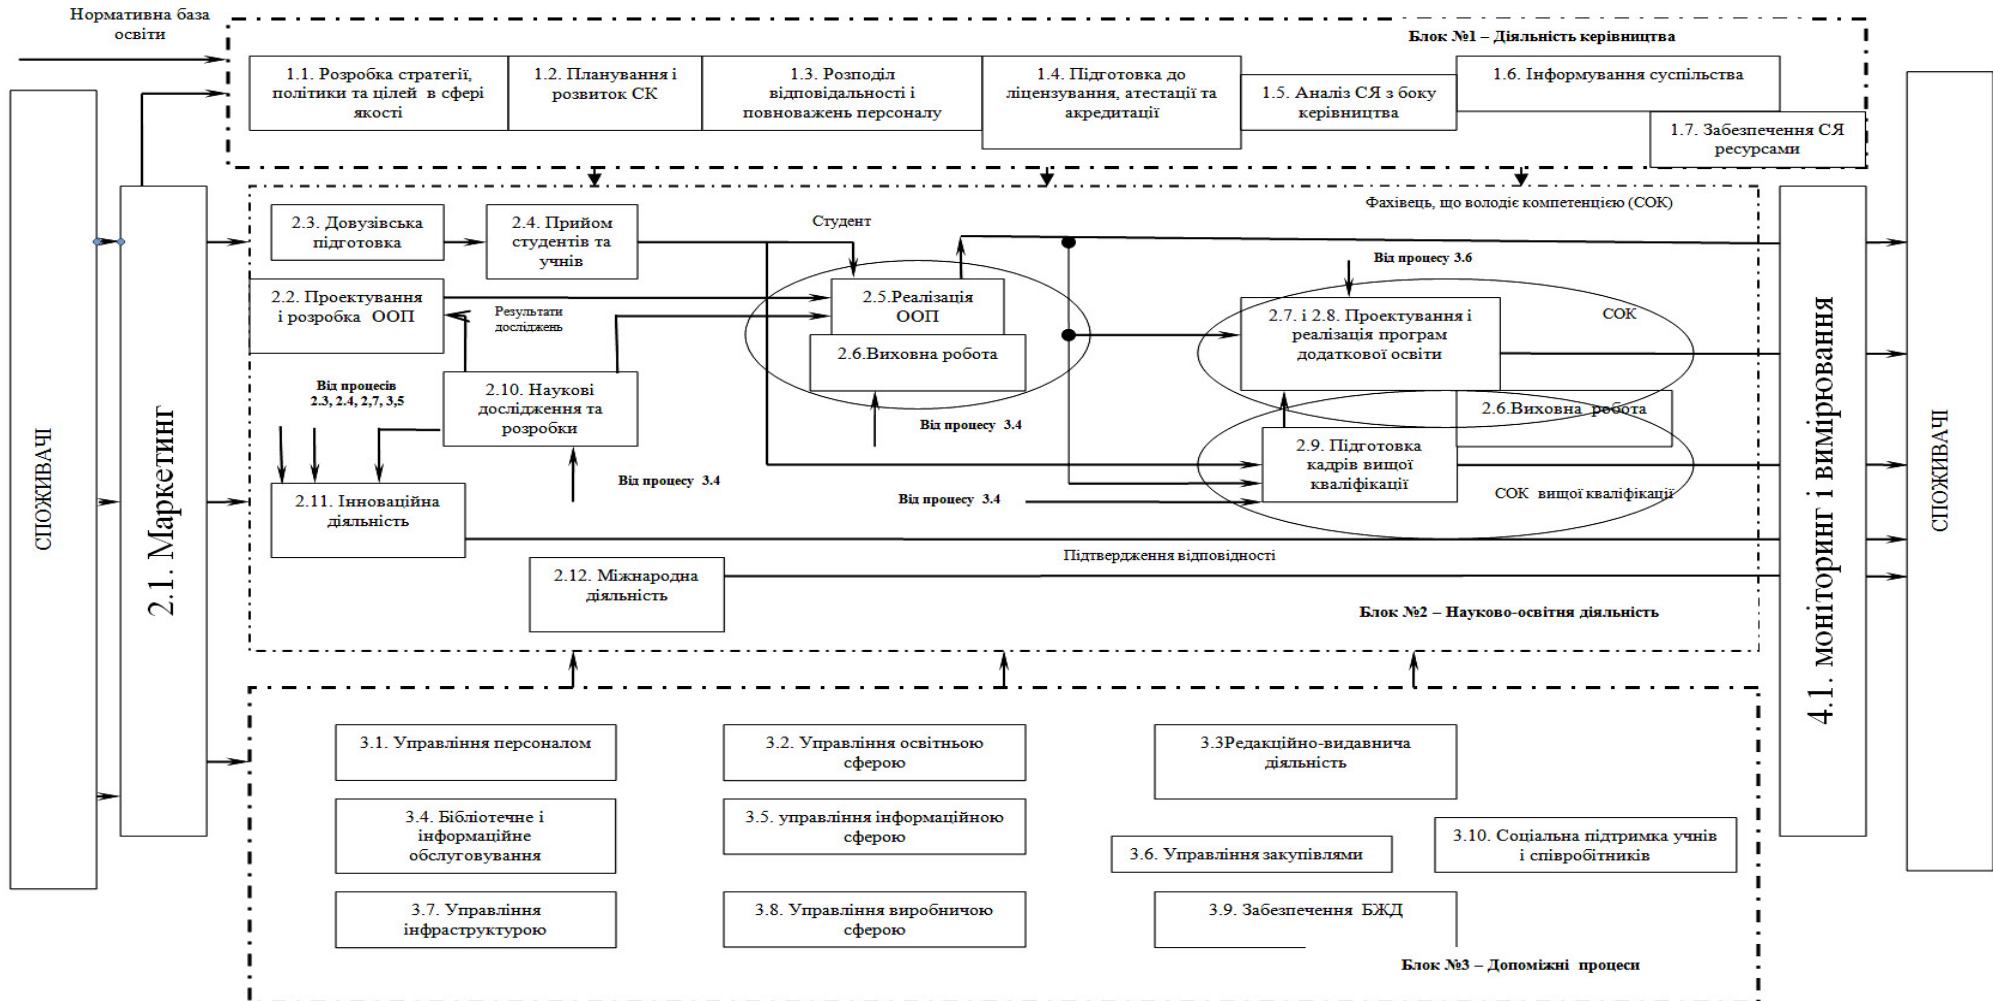 Нормативна база
освіти
Блок №1 – Діяльність керівництва
1.1. Розробка стратегії,
політики та цілей в сфері
якості
1.2. Планування і
розвиток СК
1.3. Розподіл
відповідальності і
повноважень персоналу
1.4. Підготовка до
ліцензування, атестації та
акредитації
1.5. Аналіз СЯ з боку
керівництва
1.6. Інформування суспільства
1.7. Забезпечення СЯ
ресурсами
СПОЖИВАЧІ
2.1. Маркетинг
2.3. Довузівська
підготовка
2.4. Прийом
студентів та
учнів
Студент
Фахівець, що володіє компетенцією (СОК)
2.2. Проектування
і розробка ООП
Результати
досліджень
2.5.Реалізація
ООП
2.6.Виховна робота
Від процесу 3.6
2.7. і 2.8. Проектування і
реалізація програм
додаткової освіти
СОК
Від процесів
2.3, 2.4, 2,7, 3,5
2.10. Наукові
дослідження та
розробки
Від процесу 3.4
2.6.Виховна робота
2.9. Підготовка
кадрів вищої
кваліфікації
СОК вищої кваліфікації
Від процесу 3.4
Від процесу 3.4
2.11. Інноваційна
діяльність
Підтвердження відповідності
2.12. Міжнародна
діяльність
Блок №2 – Науково-освітня діяльність
4.1. моніторинг і вимірювання
СПОЖИВАЧІ
3.1. Управління персоналом
3.2. Управління освітньою
сферою
3.3Редакційно-видавнича
діяльність
3.4. Бібліотечне і
інформаційне
обслуговування
3.5. управління інформаційною
сферою
3.6. Управління закупівлями
3.10. Соціальна підтримка учнів
і співробітників
3.7. Управління
інфраструктурою
3.8. Управління виробничою
сферою
3.9. Забезпечення БЖД
Блок №3 – Допоміжні процеси